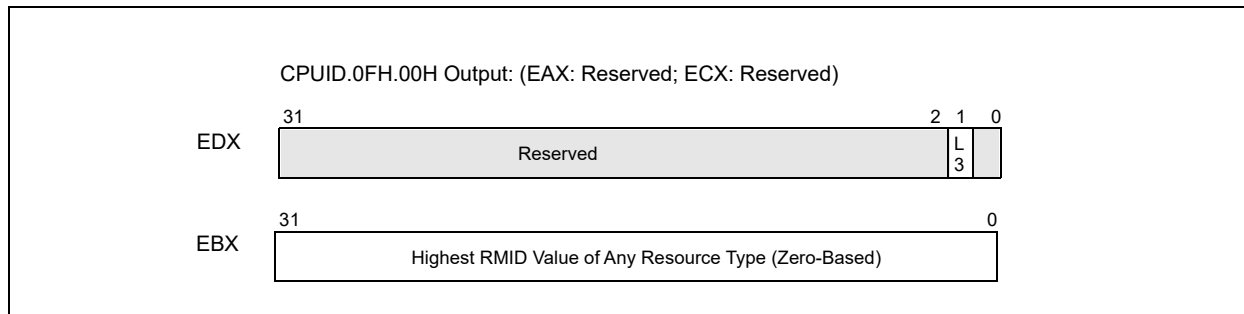 CPUID.0FH.00H Output: (EAX: Reserved; ECX: Reserved)
31 2 1 0
EDX Reserved L
3
31 0
EBX Highest RMID Value of Any Resource Type (Zero-Based)